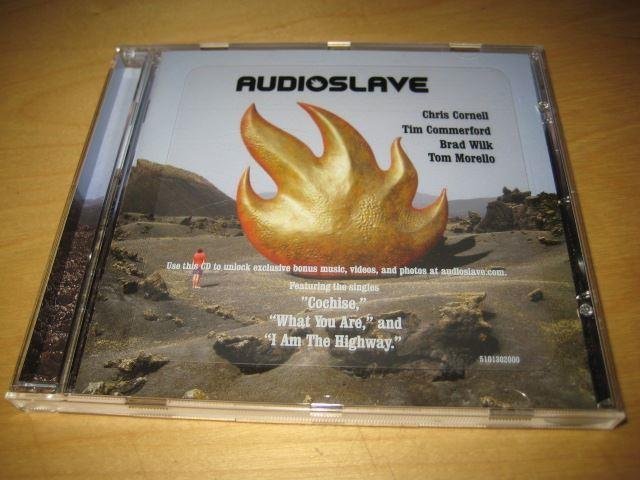 AUDIOSLAVE
Chris Cornell
Tim Commerford
Brad Wilk
Tom Morello
Use this CD to unlock exclusive bonus music, videos, and photos at audioslave.com.
Featuring the singles
"Cochise,"
"What You Are," and
"I Am The Highway."
5101302000